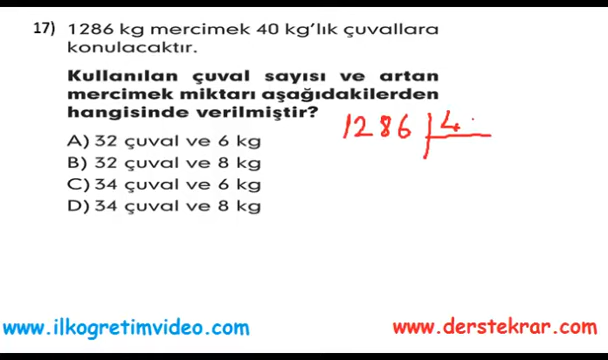 17) 1286 kg mercimek 40 kg'lık çuvallara
konulacaktır.
Kullanılan çuval sayısı ve artan
mercimek miktarı aşağıdakilerden
hangisinde verilmiştir?
1286 4
A) 32 çuval ve 6 kg
B) 32 çuval ve 8 kg
C) 34 çuval ve 6 kg
D) 34 çuval ve 8 kg
www.ilkogretimvideo.com
www.derstekrar.com